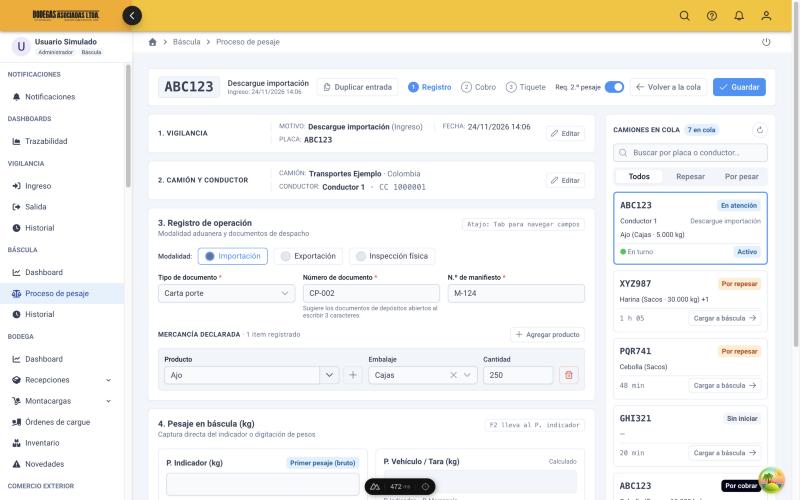 BODEGAS ASOCIADAS LTDA.
Usuario Simulado
Administrador Báscula
NOTIFICACIONES
Notificaciones
DASHBOARDS
Trazabilidad
VIGILANCIA
Ingreso
Salida
Historial
BÁSCULA
Dashboard
Proceso de pesaje
Historial
BODEGA
Dashboard
Recepciones
Montacargas
Órdenes de cargue
Inventario
Novedades
COMERCIO EXTERIOR
Báscula Proceso de pesaje
ABC123
Descargue importación
Ingreso: 24/11/2026 14:06
Duplicar entrada
1 Registro
2 Cobro
3 Tiquete
Req. 2.º pesaje
Volver a la cola
Guardar
1. VIGILANCIA
MOTIVO: Descargue importación (Ingreso)
FECHA: 24/11/2026 14:06
PLACA: ABC123
Editar
2. CAMIÓN Y CONDUCTOR
CAMIÓN: Transportes Ejemplo · Colombia
CONDUCTOR: Conductor 1 · CC 1000001
Editar
3. Registro de operación
Modalidad aduanera y documentos de despacho
Atajo: Tab para navegar campos
Modalidad: Importación Exportación Inspección física
Tipo de documento * Número de documento * N.º de manifiesto *
Carta porte CP-002 M-124
Sugiere los documentos de depósitos abiertos al
escribir 3 caracteres.
MERCANCÍA DECLARADA · 1 ítem registrado
Agregar producto
Producto Embalaje Cantidad
Ajo Cajas 250
4. Pesaje en báscula (kg)
Captura directa del indicador o digitación de pesos
F2 lleva al P. indicador
P. Indicador (kg) Primer pesaje (bruto)
P. Vehículo / Tara (kg) Calculado
472 ms
CAMIONES EN COLA 7 en cola
Buscar por placa o conductor...
Todos Repesar Por pesar
ABC123 En atención
Conductor 1 Descargue importación
Ajo (Cajas · 5.000 kg)
En turno Activo
XYZ987 Por repesar
Harina (Sacos · 30.000 kg) +1
1 h 05 Cargar a báscula
PQR741 Por repesar
Cebolla (Sacos)
48 min Cargar a báscula
GHI321 Sin iniciar
—
20 min Cargar a báscula
ABC123 Por cobrar